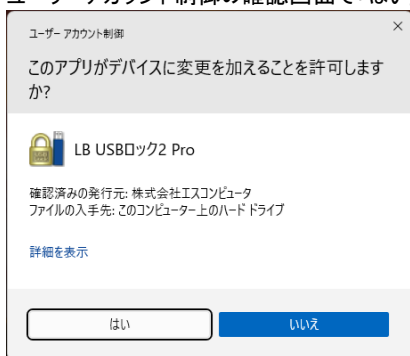 ユーザー アカウント制御
このアプリがデバイスに変更を加えることを許可します
か?
LB USBロック2 Pro
確認済みの発行元: 株式会社エスコンピュータ
ファイルの入手先: このコンピューター上のハード ドライブ
詳細を表示
はい
いいえ